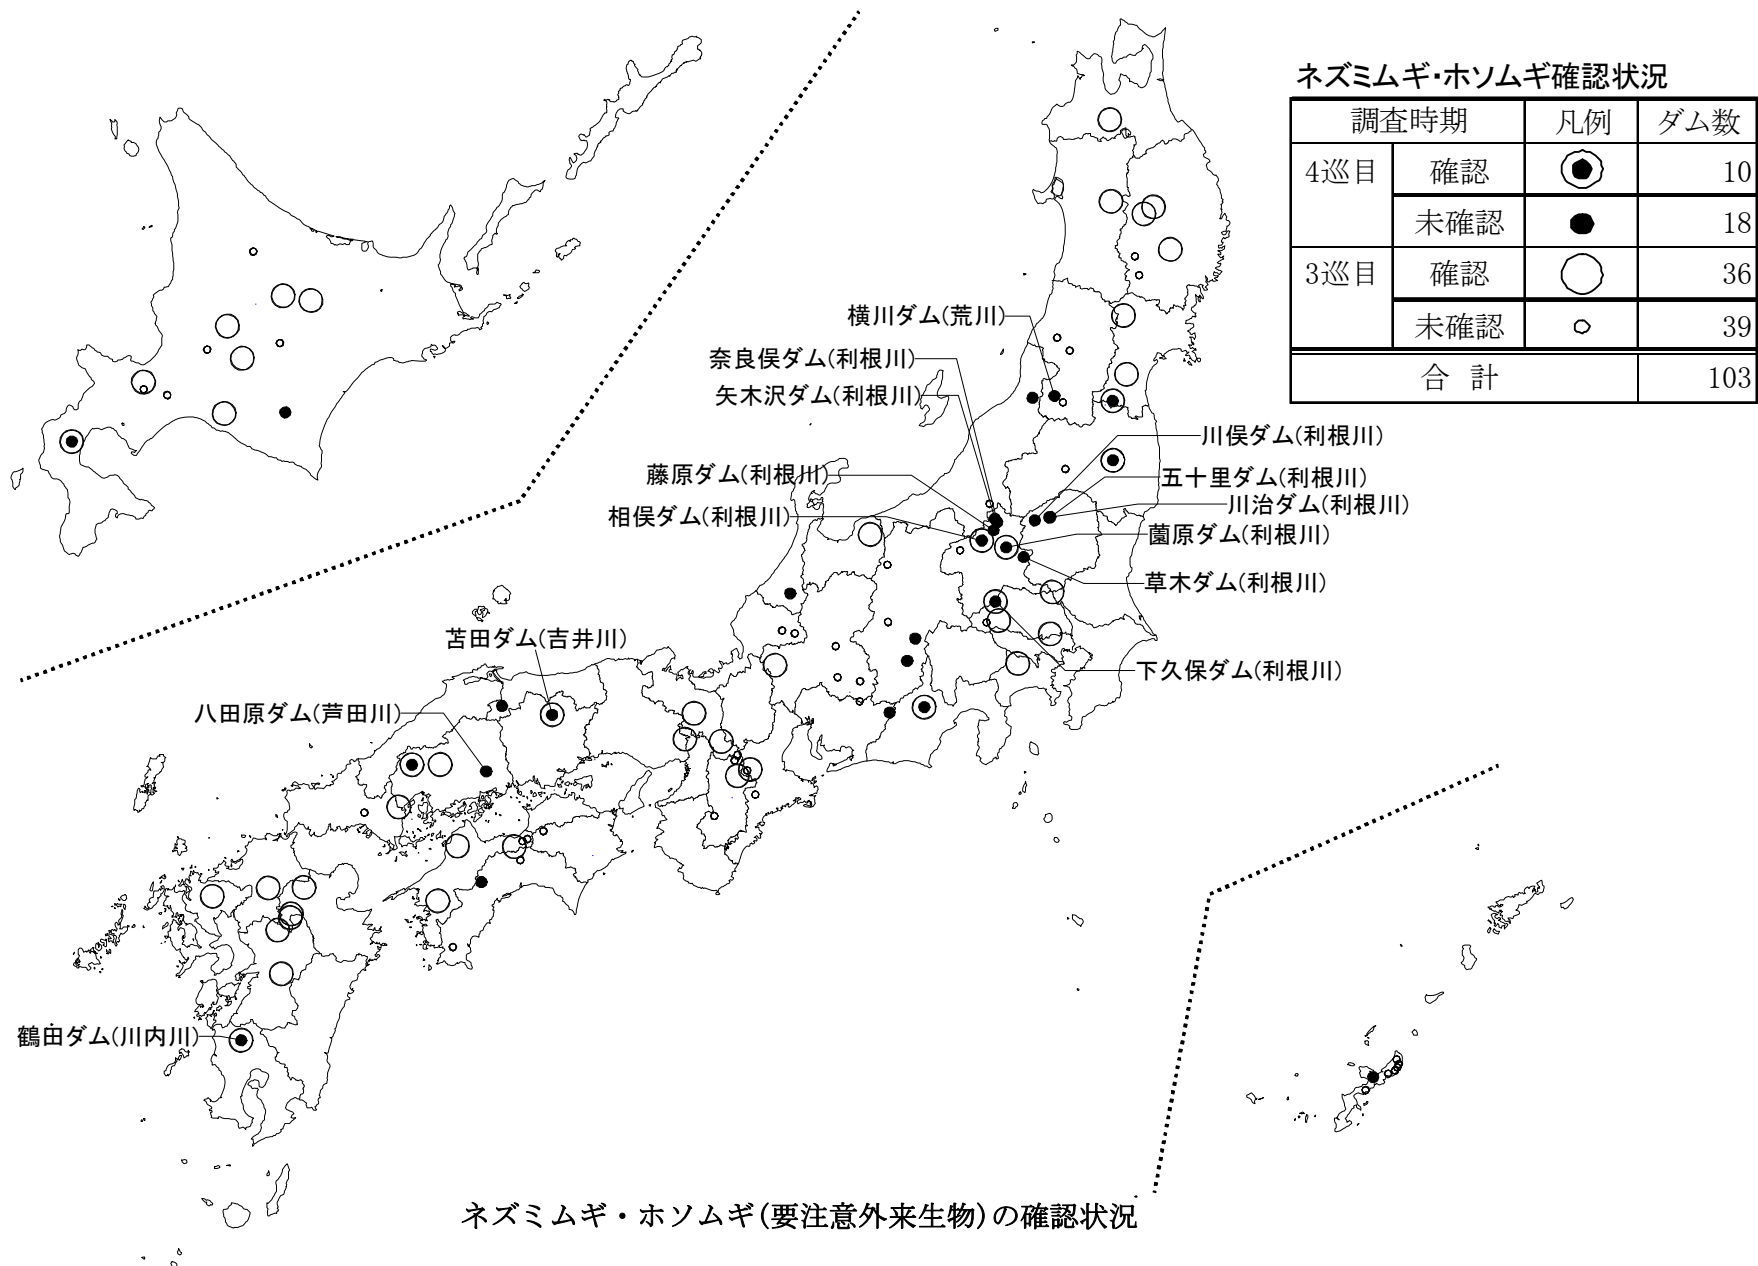 ネズミムギ・ホソムギ確認状況
調査時期 凡例 ダム数
4巡目 確認 10
未確認 18
3巡目 確認 36
未確認 39
合 計 103
横川ダム(荒川)
奈良俣ダム(利根川)
矢木沢ダム(利根川)
川俣ダム(利根川)
藤原ダム(利根川)
五十里ダム(利根川)
川治ダム(利根川)
相俣ダム(利根川)
薗原ダム(利根川)
草木ダム(利根川)
苫田ダム(吉井川)
下久保ダム(利根川)
八田原ダム(芦田川)
鶴田ダム(川内川)
ネズミムギ・ホソムギ(要注意外来生物)の確認状況